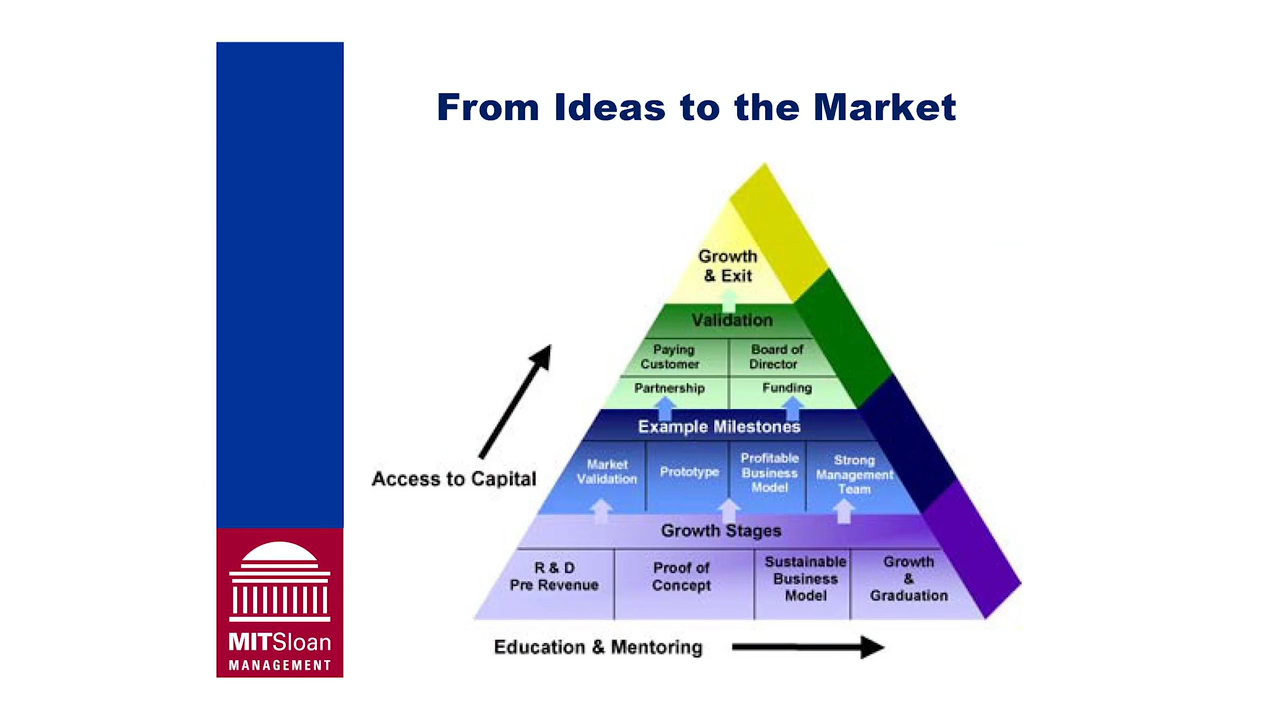 From Ideas to the Market
Growth
& Exit
Validation
Paying
Customer
Board of
Director
Partnership
Funding
Example Milestones
Market
Validation
Prototype
Profitable
Business
Model
Strong
Management
Team
Access to Capital
Growth Stages
R & D
Pre Revenue
Proof of
Concept
Sustainable
Business
Model
Growth
&
Graduation
Education & Mentoring
MITSloan
MANAGEMENT